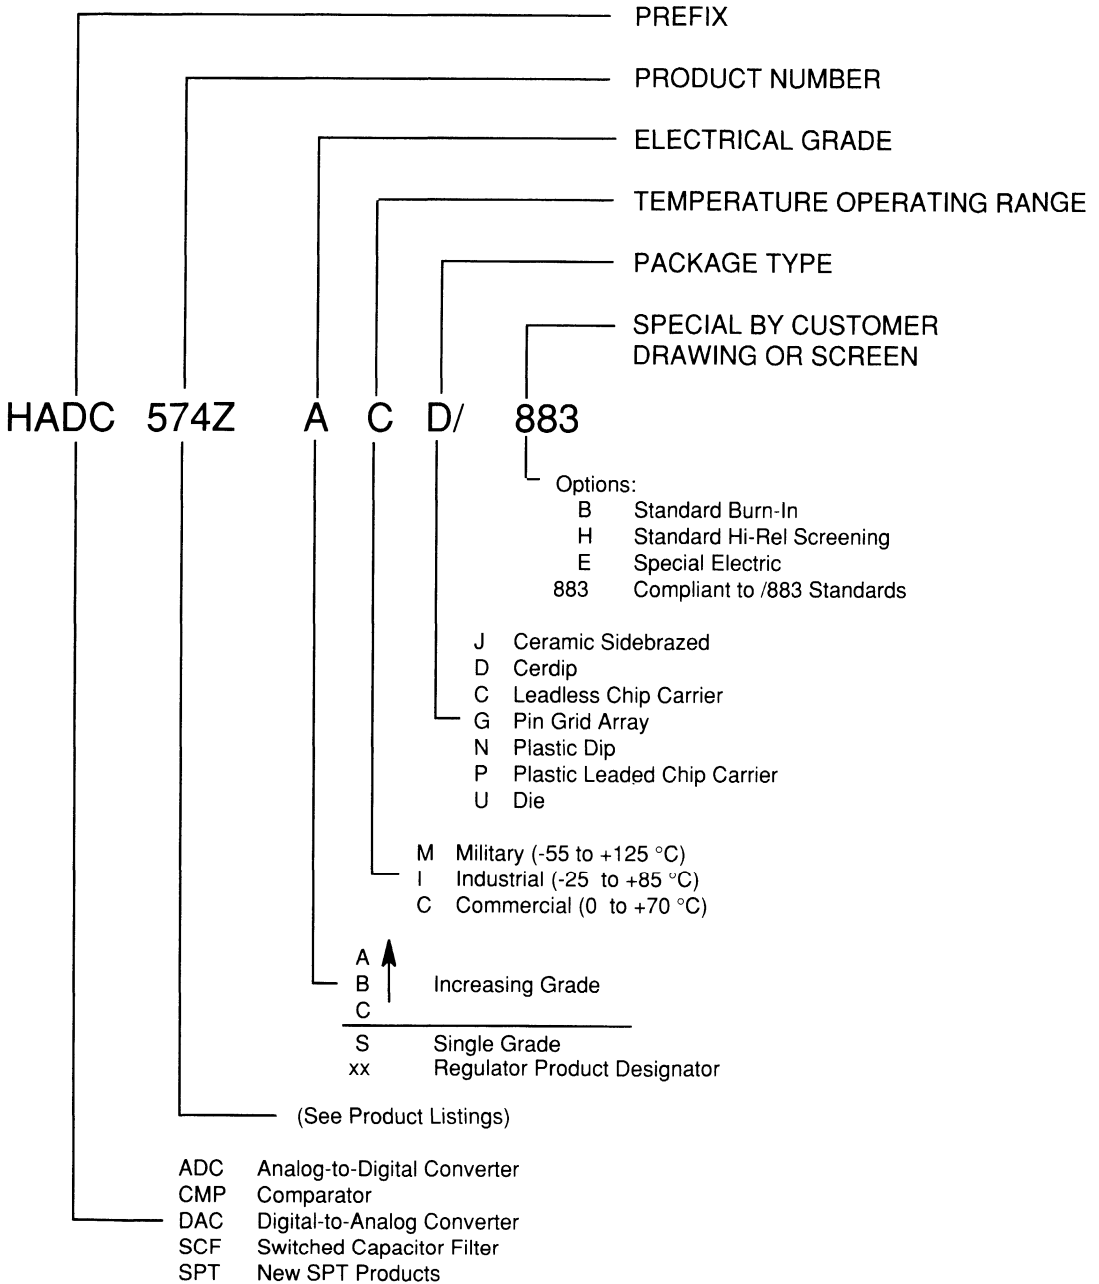 PREFIX
PRODUCT NUMBER
ELECTRICAL GRADE
TEMPERATURE OPERATING RANGE
PACKAGE TYPE
SPECIAL BY CUSTOMER
DRAWING OR SCREEN
HADC 574Z A C D/ 883
Options:
B Standard Burn-In
H Standard Hi-Rel Screening
E Special Electric
883 Compliant to /883 Standards
J Ceramic Sidebrazed
D Cerdip
C Leadless Chip Carrier
G Pin Grid Array
N Plastic Dip
P Plastic Leaded Chip Carrier
U Die
M Military (-55 to +125 °C)
I Industrial (-25 to +85 °C)
C Commercial (0 to +70 °C)
A
B Increasing Grade
C
S Single Grade
xx Regulator Product Designator
(See Product Listings)
ADC Analog-to-Digital Converter
CMP Comparator
DAC Digital-to-Analog Converter
SCF Switched Capacitor Filter
SPT New SPT Products